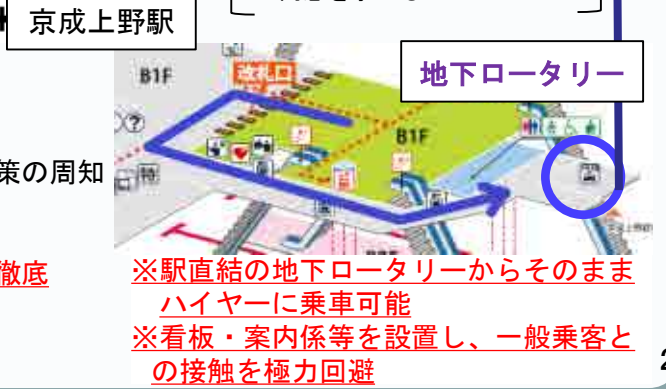 京成上野駅
地下ロータリー
B1F
改札口
B1F
特
策の周知
徹底
※駅直結の地下ロータリーからそのまま
ハイヤーに乗車可能
※看板・案内係等を設置し、一般乗客と
の接触を極力回避